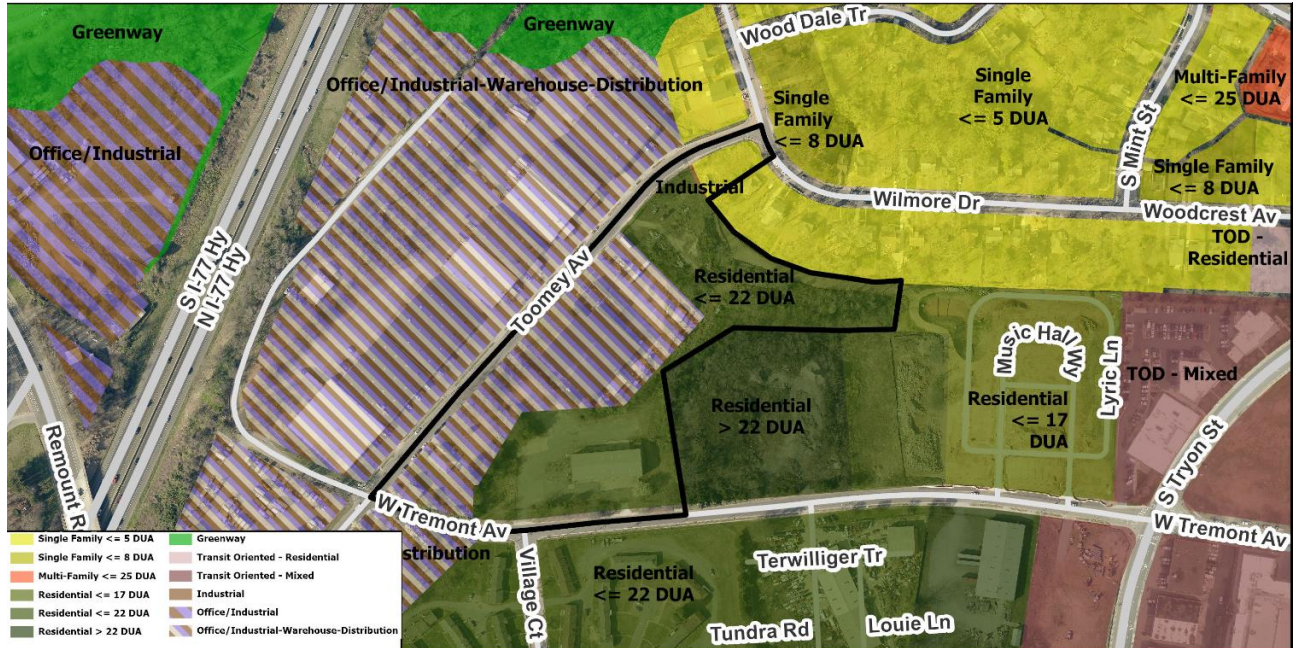 Greenway
Greenway
Wood Dale Tr
Office/Industrial-Warehouse-Distribution
Single
Family
<= 5 DUA
Multi-Family
<= 25 DUA
S Mint St
Single
Family
<= 8 DUA
Office/Industrial
Single Family
<= 8 DUA
Industrial
Wilmore Dr
Woodcrest Av
TOD -
Residential
S I-77 Hy
N I-77 Hy
Toomey Av
Residential
<= 22 DUA
Music Hall Wy
Lyric Ln
TOD - Mixed
Residential
> 22 DUA
Residential
<= 17
DUA
Remount R
S Tryon St
W Tremont Av
W Tremont Av
stribution
Village Ct
Residential
<= 22 DUA
Terwilliger Tr
Tundra Rd
Louie Ln
Single Family <= 5 DUA
Single Family <= 8 DUA
Multi-Family <= 25 DUA
Residential <= 17 DUA
Residential <= 22 DUA
Residential > 22 DUA
Greenway
Transit Oriented - Residential
Transit Oriented - Mixed
Industrial
Office/Industrial
Office/Industrial-Warehouse-Distribution